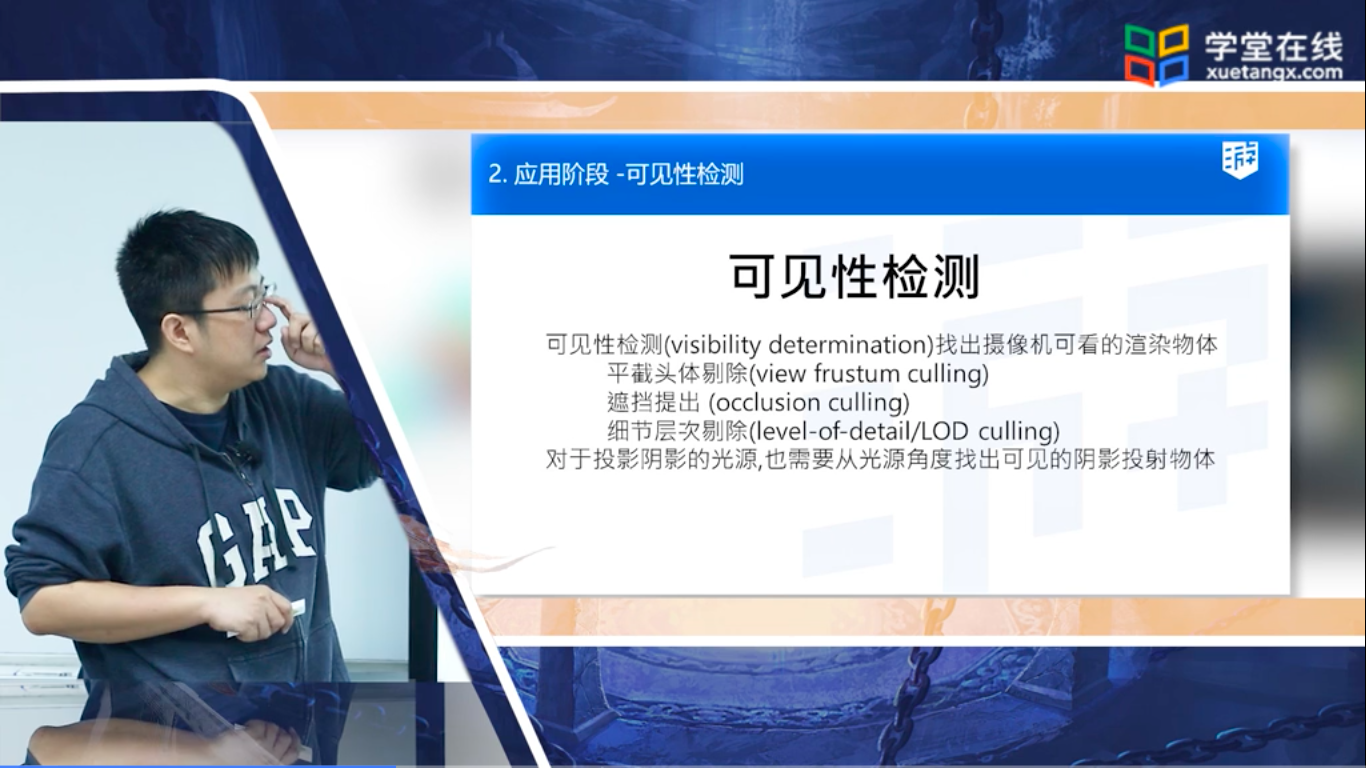 学堂在线
xuetangx.com
2. 应用阶段 -可见性检测
可见性检测
可见性检测(visibility determination)找出摄像机可看的渲染物体
平截头体剔除(view frustum culling)
遮挡提出 (occlusion culling)
细节层次剔除(level-of-detail/LOD culling)
对于投影阴影的光源,也需要从光源角度找出可见的阴影投射物体
GAP